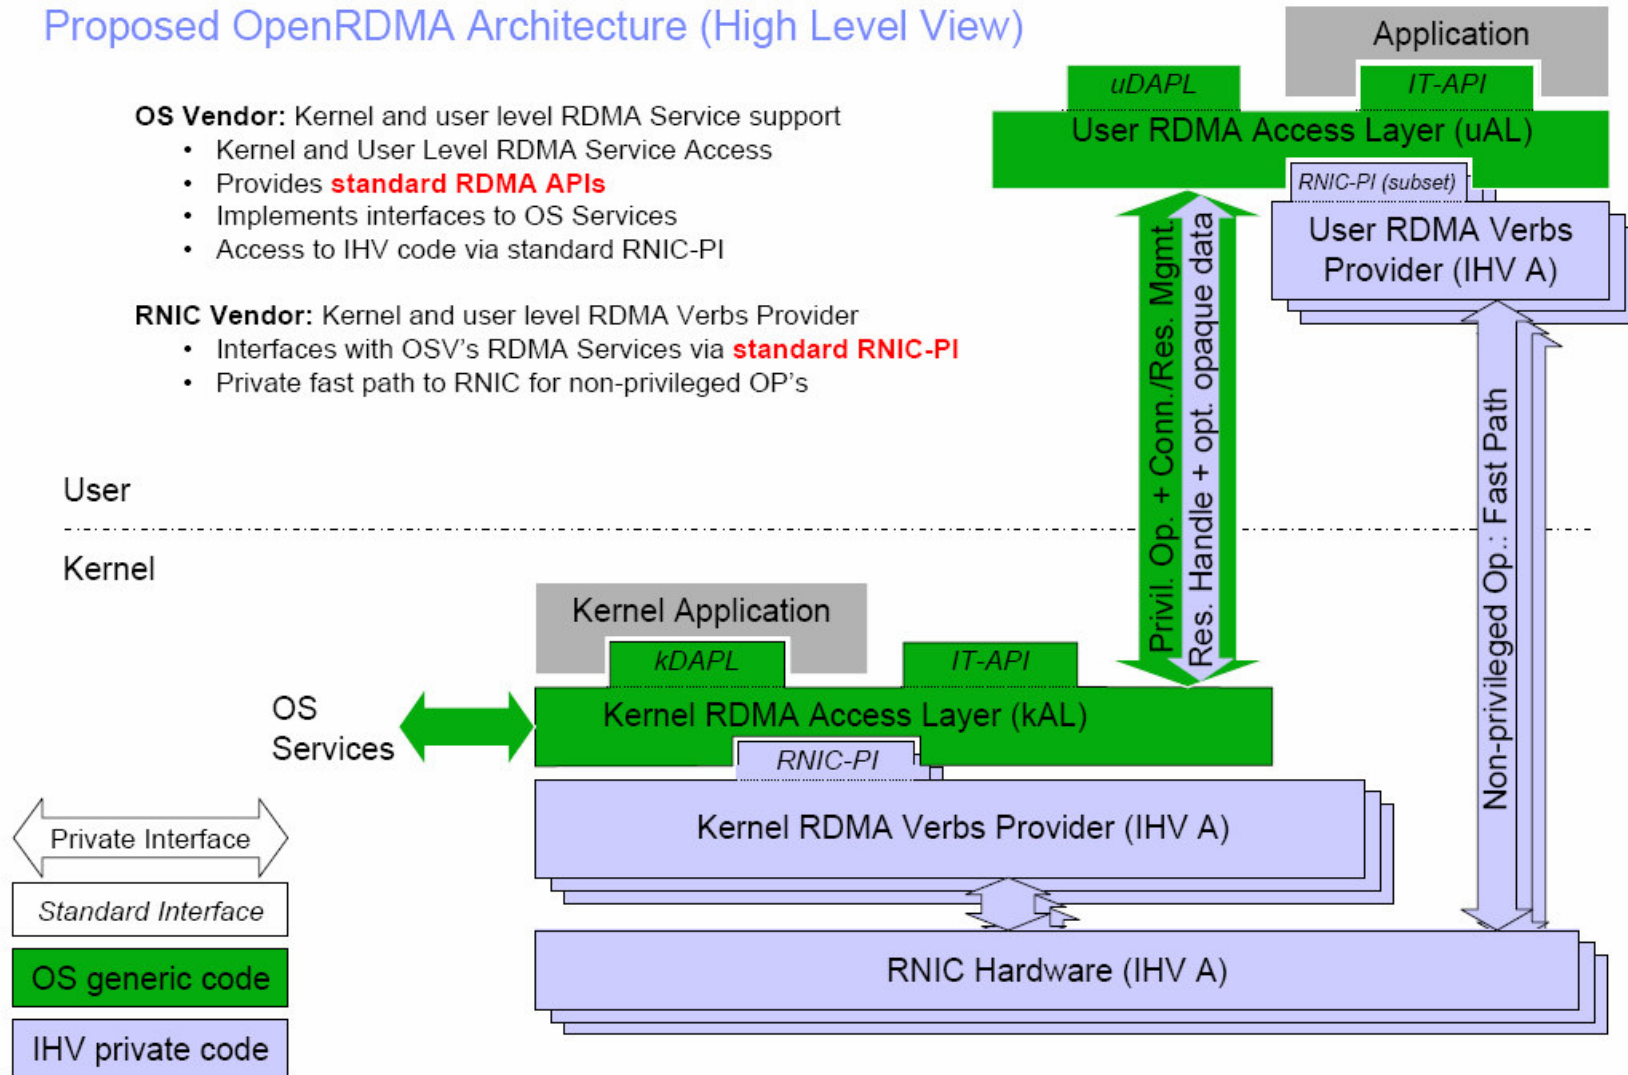 Proposed OpenRDMA Architecture (High Level View)
OS Vendor: Kernel and user level RDMA Service support
• Kernel and User Level RDMA Service Access
• Provides standard RDMA APIs
• Implements interfaces to OS Services
• Access to IHV code via standard RNIC-PI
RNIC Vendor: Kernel and user level RDMA Verbs Provider
• Interfaces with OSV's RDMA Services via standard RNIC-PI
• Private fast path to RNIC for non-privileged OP's
Application
uDAPL
IT-API
User RDMA Access Layer (uAL)
RNIC-PI (subset)
User RDMA Verbs
Provider (IHV A)
Privil. Op. + Conn./Res. Mgmt.
Res. Handle + opt. opaque data
Non-privileged Op.: Fast Path
User
Kernel
Kernel Application
kDAPL
IT-API
OS
Services
Kernel RDMA Access Layer (kAL)
RNIC-PI
Kernel RDMA Verbs Provider (IHV A)
RNIC Hardware (IHV A)
Private Interface
Standard Interface
OS generic code
IHV private code